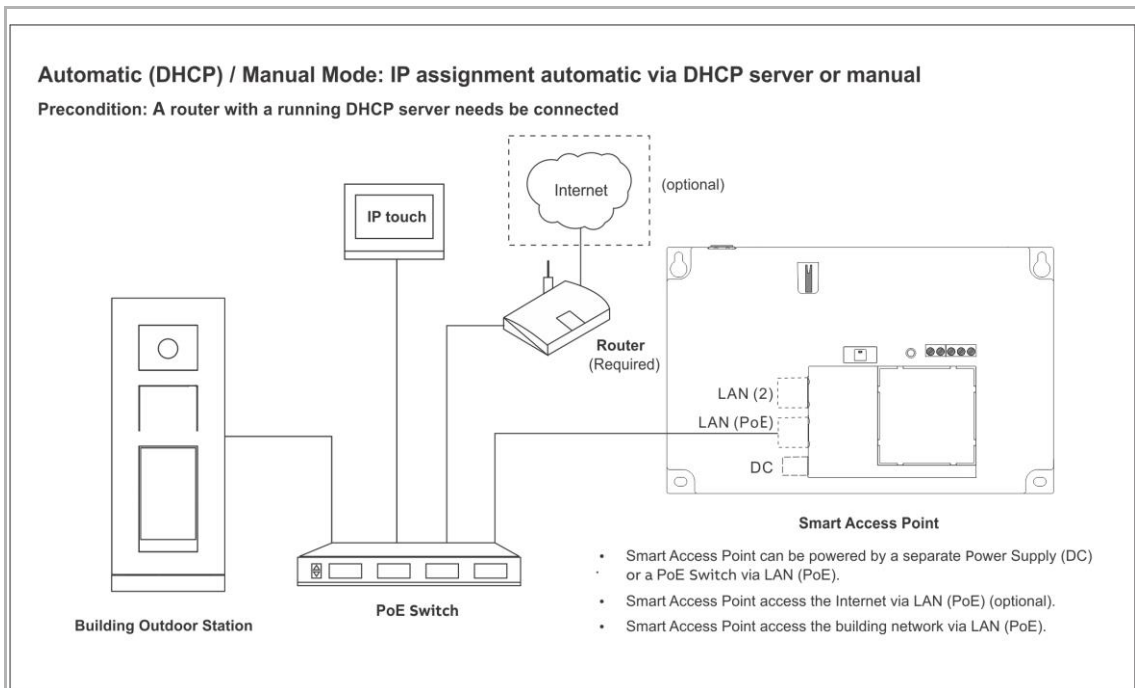 Automatic (DHCP) / Manual Mode: IP assignment automatic via DHCP server or manual
Precondition: A router with a running DHCP server needs be connected
Internet
(optional)
IP touch
Router
(Required)
LAN (2)
LAN (PoE)
DC
Smart Access Point
• Smart Access Point can be powered by a separate Power Supply (DC)
or a PoE Switch via LAN (PoE).
• Smart Access Point access the Internet via LAN (PoE) (optional).
• Smart Access Point access the building network via LAN (PoE).
PoE Switch
Building Outdoor Station